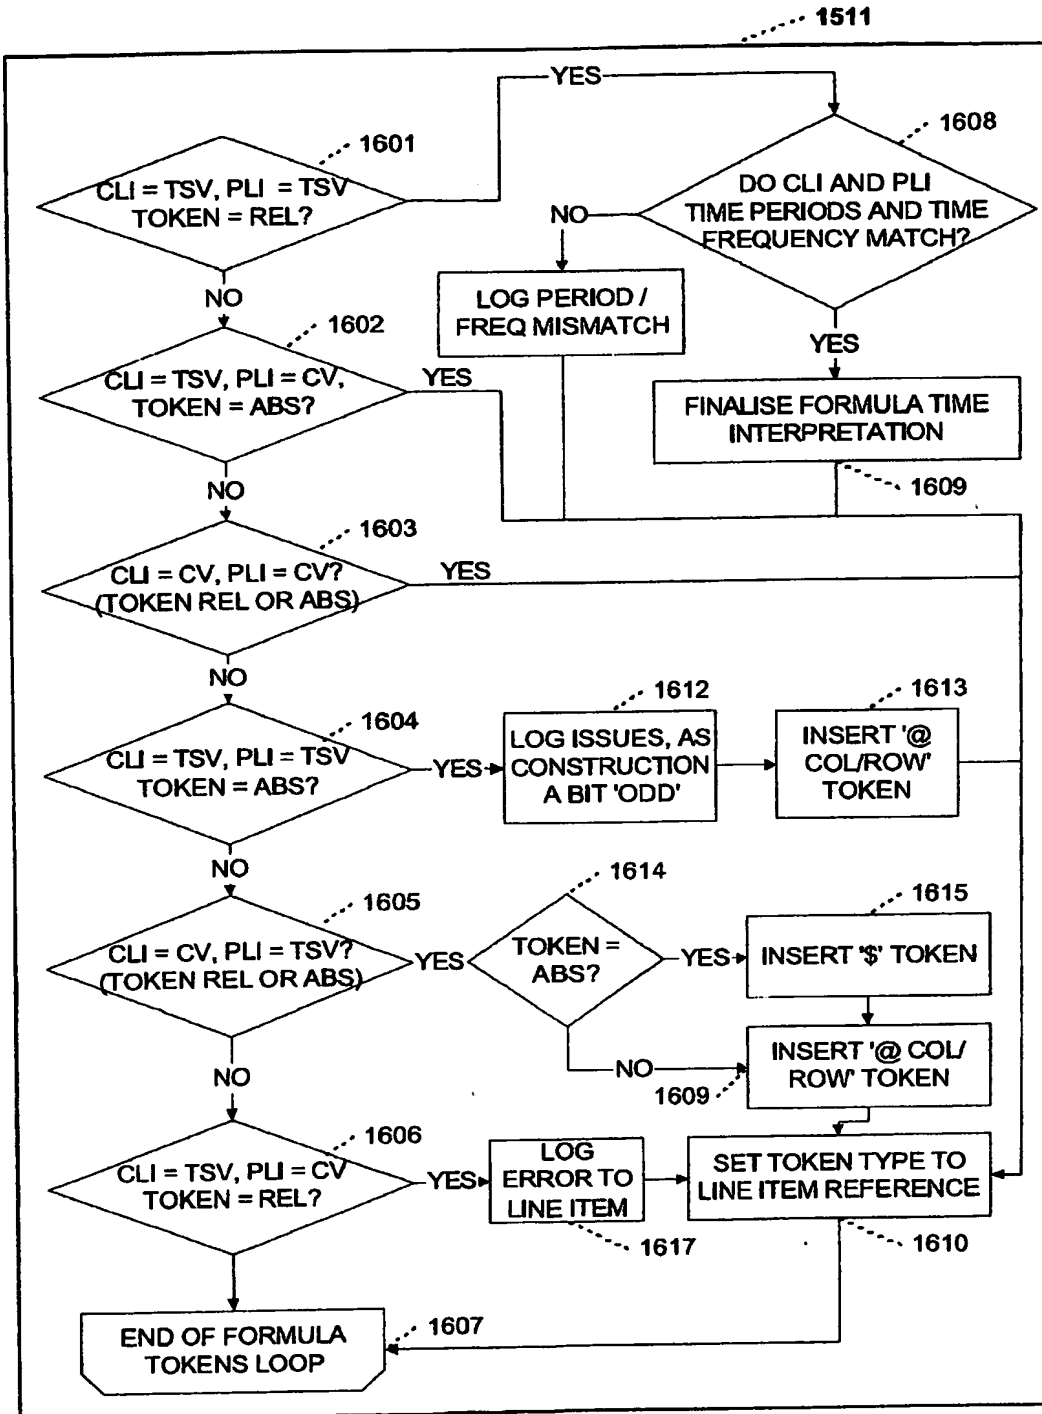 1511
YES
1601
CLI = TSV, PLI = TSV
TOKEN = REL?
1608
DO CLI AND PLI
TIME PERIODS AND TIME
FREQUENCY MATCH?
NO
NO
LOG PERIOD /
FREQ MISMATCH
1602
CLI = TSV, PLI = CV,
TOKEN = ABS?
YES
YES
FINALISE FORMULA TIME
INTERPRETATION
1609
NO
1603
CLI = CV, PLI = CV?
(TOKEN REL OR ABS)
YES
NO
1604
CLI = TSV, PLI = TSV
TOKEN = ABS?
YES
1612
LOG ISSUES, AS
CONSTRUCTION
A BIT 'ODD'
1613
INSERT '@
COL/ROW'
TOKEN
NO
1605
CLI = CV, PLI = TSV?
(TOKEN REL OR ABS)
YES
1614
TOKEN =
ABS?
YES
1615
INSERT '$' TOKEN
NO
INSERT '@ COL/
ROW' TOKEN
1609
NO
1606
CLI = TSV, PLI = CV
TOKEN = REL?
YES
LOG
ERROR TO
LINE ITEM
1617
SET TOKEN TYPE TO
LINE ITEM REFERENCE
1610
END OF FORMULA
TOKENS LOOP
1607